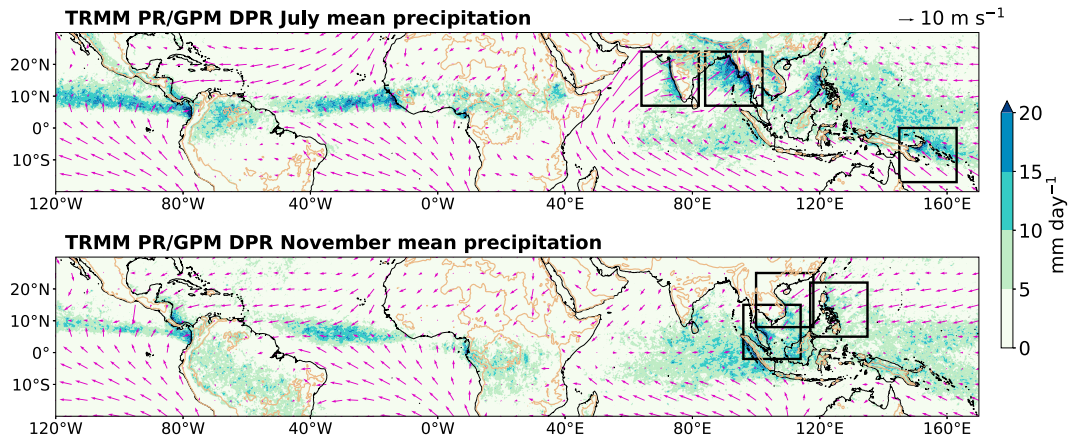 TRMM PR/GPM DPR July mean precipitation
→ 10 m s⁻¹
20°N
10°N
0°
10°S
120°W 80°W 40°W 0°W 40°E 80°E 120°E 160°E
TRMM PR/GPM DPR November mean precipitation
20°N
10°N
0°
10°S
120°W 80°W 40°W 0°W 40°E 80°E 120°E 160°E
20
15
10
5
0
mm day⁻¹